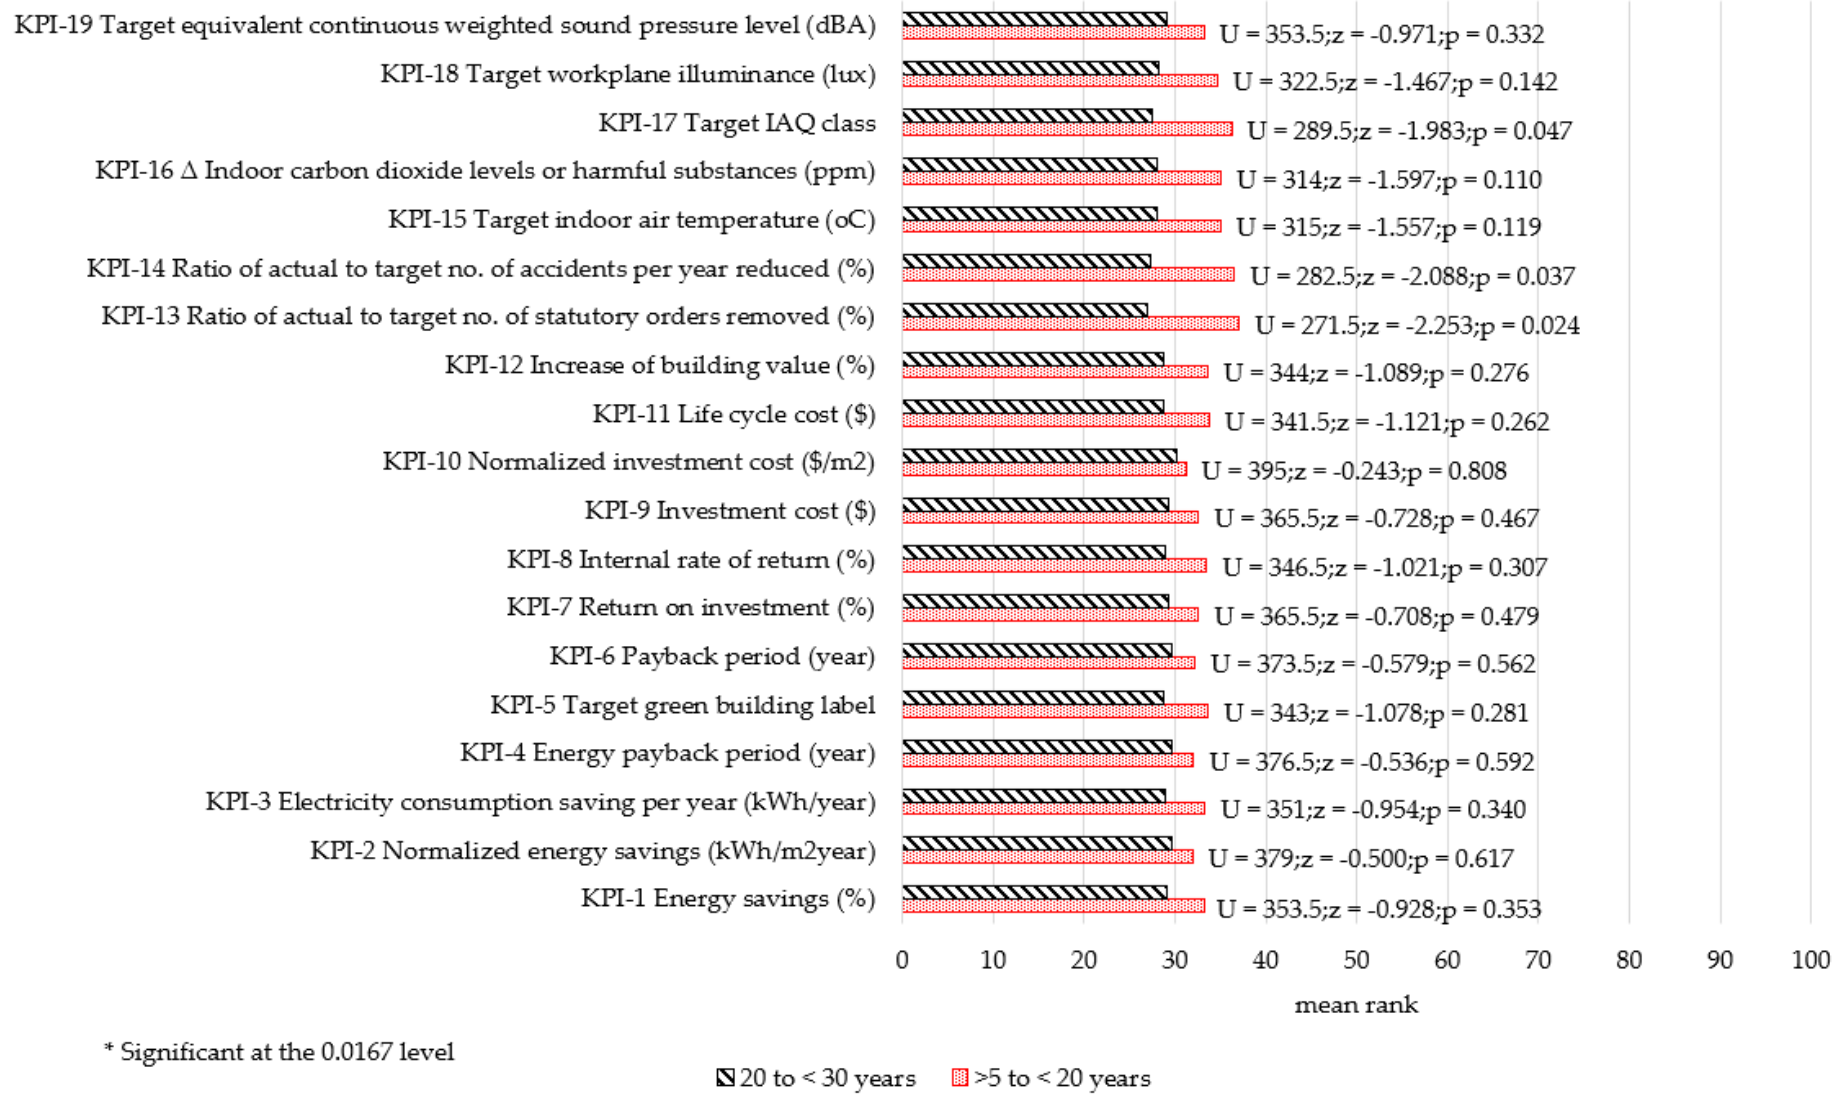 KPI-19 Target equivalent continuous weighted sound pressure level (dBA) U = 353.5;z = -0.971;p = 0.332
KPI-18 Target workplane illuminance (lux) U = 322.5;z = -1.467;p = 0.142
KPI-17 Target IAQ class U = 289.5;z = -1.983;p = 0.047
KPI-16 Δ Indoor carbon dioxide levels or harmful substances (ppm) U = 314;z = -1.597;p = 0.110
KPI-15 Target indoor air temperature (oC) U = 315;z = -1.557;p = 0.119
KPI-14 Ratio of actual to target no. of accidents per year reduced (%) U = 282.5;z = -2.088;p = 0.037
KPI-13 Ratio of actual to target no. of statutory orders removed (%) U = 271.5;z = -2.253;p = 0.024
KPI-12 Increase of building value (%) U = 344;z = -1.089;p = 0.276
KPI-11 Life cycle cost ($) U = 341.5;z = -1.121;p = 0.262
KPI-10 Normalized investment cost ($/m2) U = 395;z = -0.243;p = 0.808
KPI-9 Investment cost ($) U = 365.5;z = -0.728;p = 0.467
KPI-8 Internal rate of return (%) U = 346.5;z = -1.021;p = 0.307
KPI-7 Return on investment (%) U = 365.5;z = -0.708;p = 0.479
KPI-6 Payback period (year) U = 373.5;z = -0.579;p = 0.562
KPI-5 Target green building label U = 343;z = -1.078;p = 0.281
KPI-4 Energy payback period (year) U = 376.5;z = -0.536;p = 0.592
KPI-3 Electricity consumption saving per year (kWh/year) U = 351;z = -0.954;p = 0.340
KPI-2 Normalized energy savings (kWh/m2year) U = 379;z = -0.500;p = 0.617
KPI-1 Energy savings (%) U = 353.5;z = -0.928;p = 0.353
0 10 20 30 40 50 60 70 80 90 100
mean rank
* Significant at the 0.0167 level
20 to < 30 years >5 to < 20 years